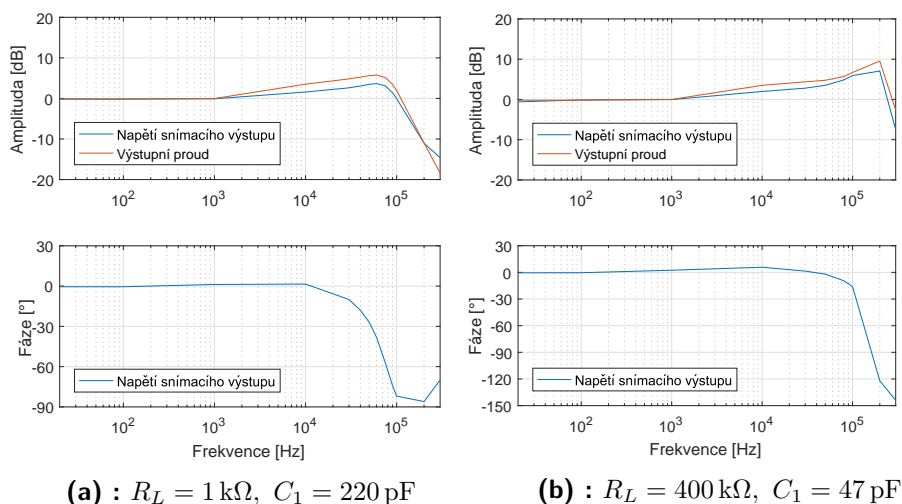 20
10
0
-10
-20
Amplituda [dB]
Napětí snímacího výstupu
Výstupní proud
10²
10³
10⁴
10⁵
30
0
-30
-60
-90
Fáze [°]
Napětí snímacího výstupu
10²
10³
10⁴
10⁵
Frekvence [Hz]
(a) : R_L = 1 kΩ, C₁ = 220 pF
20
10
0
-10
-20
Amplituda [dB]
Napětí snímacího výstupu
Výstupní proud
10²
10³
10⁴
10⁵
30
0
-30
-60
-90
-120
-150
Fáze [°]
Napětí snímacího výstupu
10²
10³
10⁴
10⁵
Frekvence [Hz]
(b) : R_L = 400 kΩ, C₁ = 47 pF